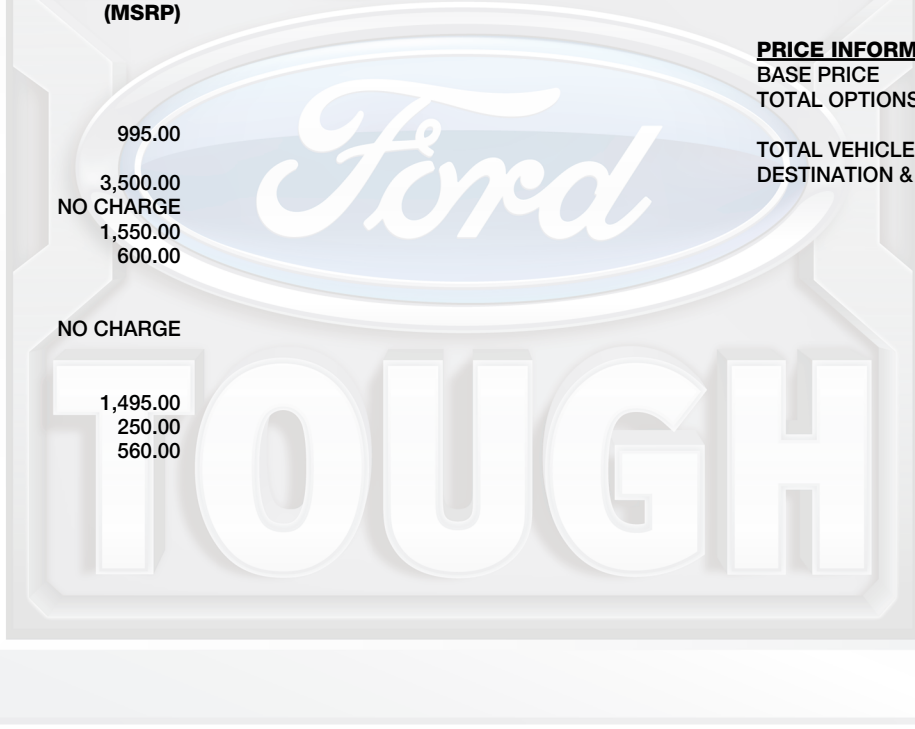 (MSRP)
995.00
3,500.00
NO CHARGE
1,550.00
600.00
NO CHARGE
1,495.00
250.00
560.00
PRICE INFORM
BASE PRICE
TOTAL OPTIONS
TOTAL VEHICLE
DESTINATION &
Ford
TOUGH